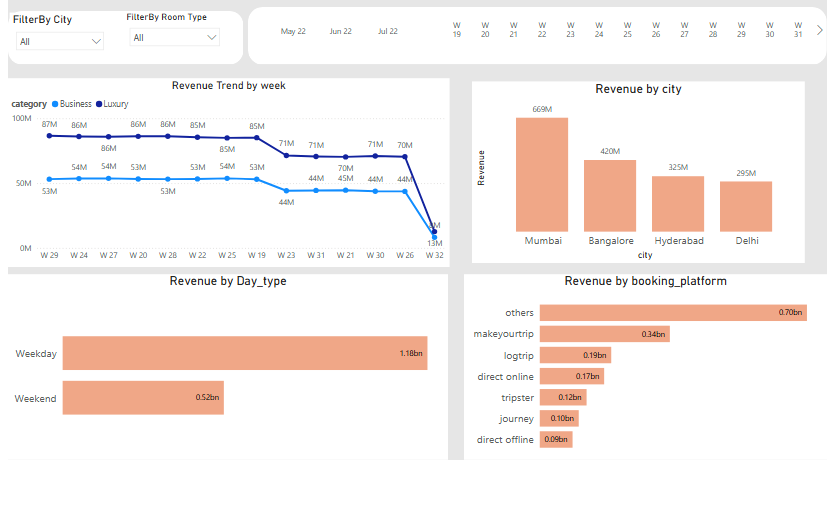 FilterBy City
All
FilterBy Room Type
All
May 22 Jun 22 Jul 22
W 19 W 20 W 21 W 22 W 23 W 24 W 25 W 26 W 27 W 28 W 29 W 30 W 31
Revenue Trend by week
category Business Luxury
100M
50M
0M
87M 86M 86M 86M 86M 85M 85M 85M 71M 71M 70M 71M 70M
53M 54M 54M 53M 53M 53M 54M 53M 44M 44M 45M 44M 44M
13M
W 29 W 24 W 27 W 20 W 28 W 22 W 25 W 19 W 23 W 31 W 21 W 30 W 26 W 32
Revenue by city
Revenue
669M
420M
325M
295M
Mumbai Bangalore Hyderabad Delhi
city
Revenue by Day_type
Weekday 1.18bn
Weekend 0.52bn
Revenue by booking_platform
others 0.70bn
makeyourtrip 0.34bn
logtrip 0.19bn
direct online 0.17bn
tripster 0.12bn
journey 0.10bn
direct offline 0.09bn